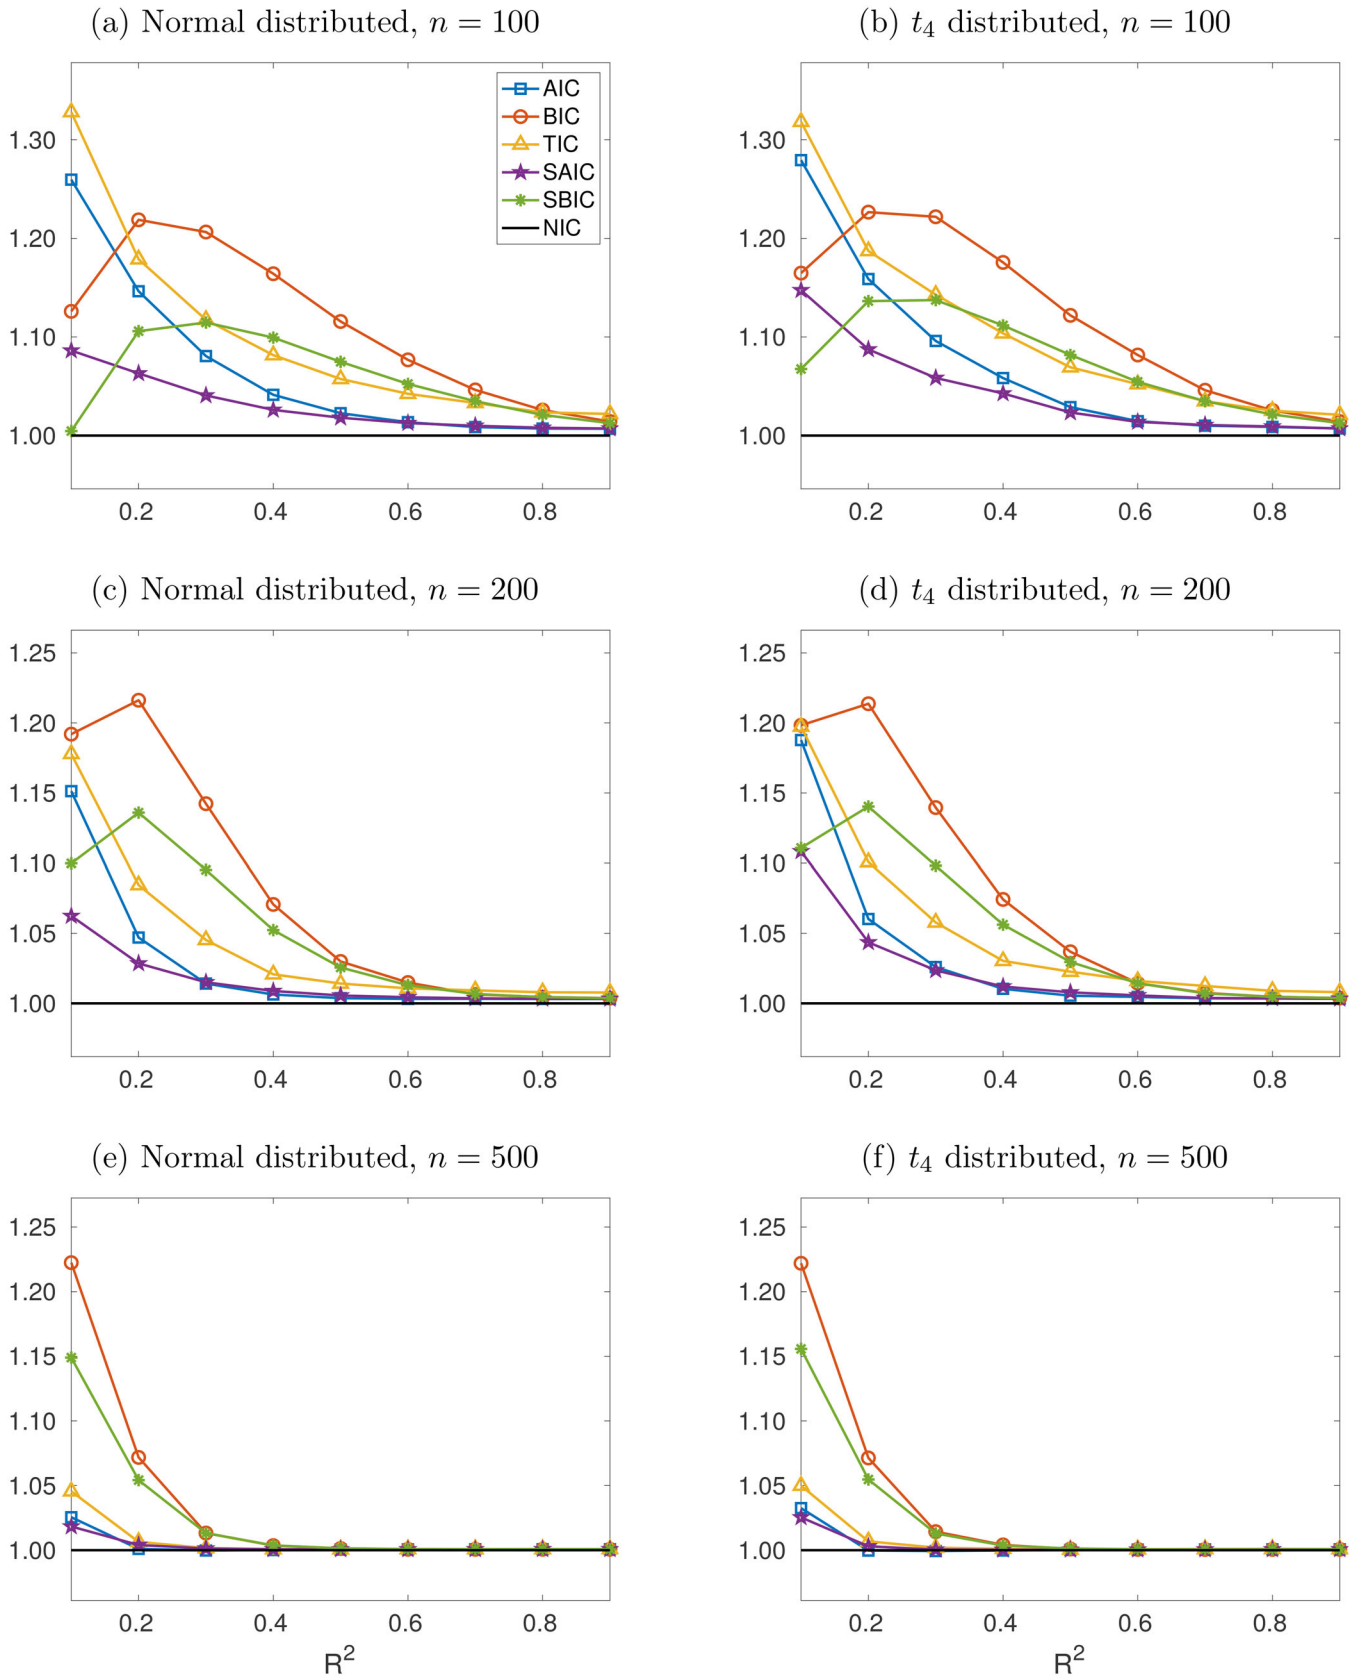 (a) Normal distributed, n = 100
1.30
1.20
1.10
1.00
0.2 0.4 0.6 0.8
AIC
BIC
TIC
SAIC
SBIC
NIC
(b) t₄ distributed, n = 100
1.30
1.20
1.10
1.00
0.2 0.4 0.6 0.8
(c) Normal distributed, n = 200
1.25
1.20
1.15
1.10
1.05
1.00
0.2 0.4 0.6 0.8
(d) t₄ distributed, n = 200
1.25
1.20
1.15
1.10
1.05
1.00
0.2 0.4 0.6 0.8
(e) Normal distributed, n = 500
1.25
1.20
1.15
1.10
1.05
1.00
0.2 0.4 0.6 0.8
R²
(f) t₄ distributed, n = 500
1.25
1.20
1.15
1.10
1.05
1.00
0.2 0.4 0.6 0.8
R²